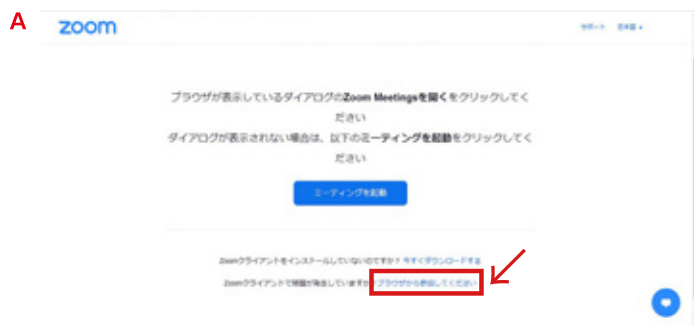 A
zoom
サポート 日本語
ブラウザが表示しているダイアログのZoom Meetingsを開くをクリックしてく
ださい
ダイアログが表示されない場合は、以下のミーティングを起動をクリックしてく
ださい
ミーティングを起動
Zoomクライアントをインストールしていないのですか? 今すぐダウンロードする
Zoomクライアントで問題が発生していますか? ブラウザから参加してください